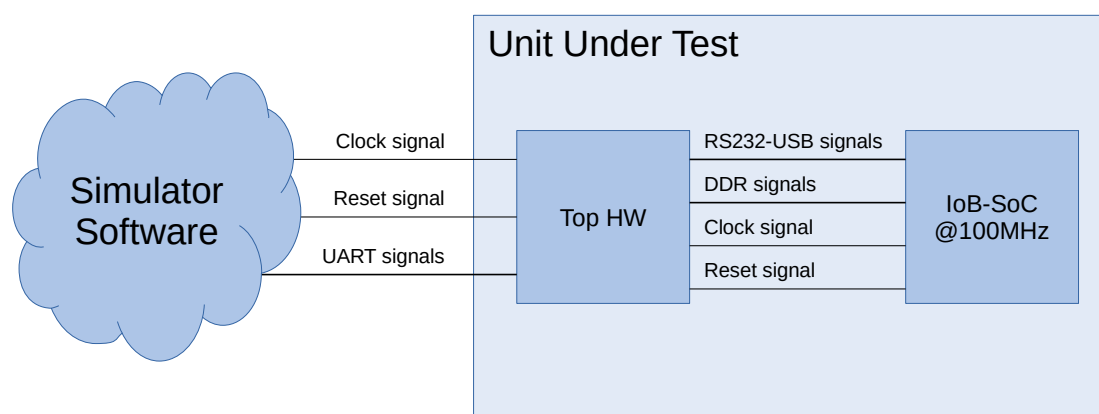 Unit Under Test
Simulator
Software
Clock signal
Reset signal
UART signals
Top HW
RS232-USB signals
DDR signals
Clock signal
Reset signal
IoB-SoC
@100MHz